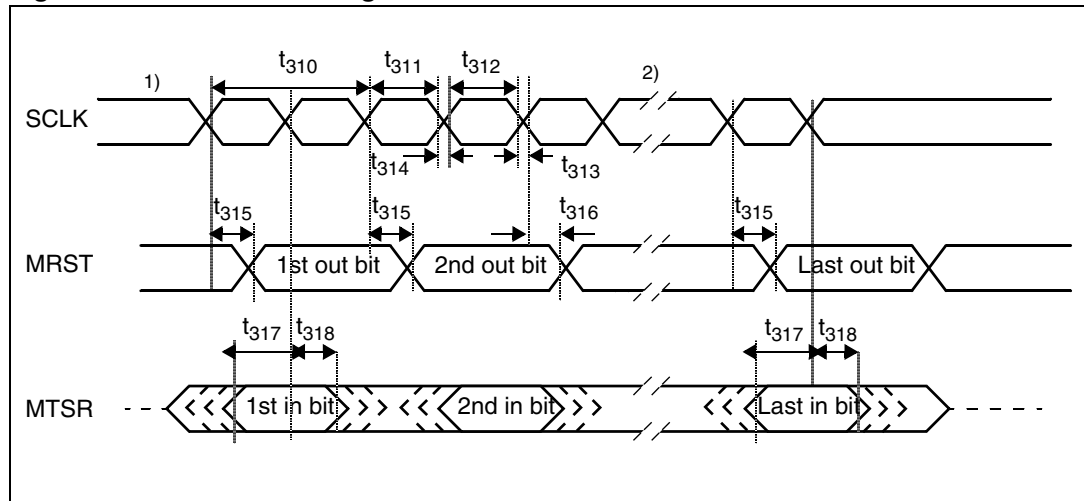 t310 t311 t312
1) 2)
SCLK
t314 t313
t315 t315 t316 t315
MRST 1st out bit 2nd out bit Last out bit
t317 t318 t317 t318
MTSR 1st in bit 2nd in bit Last in bit